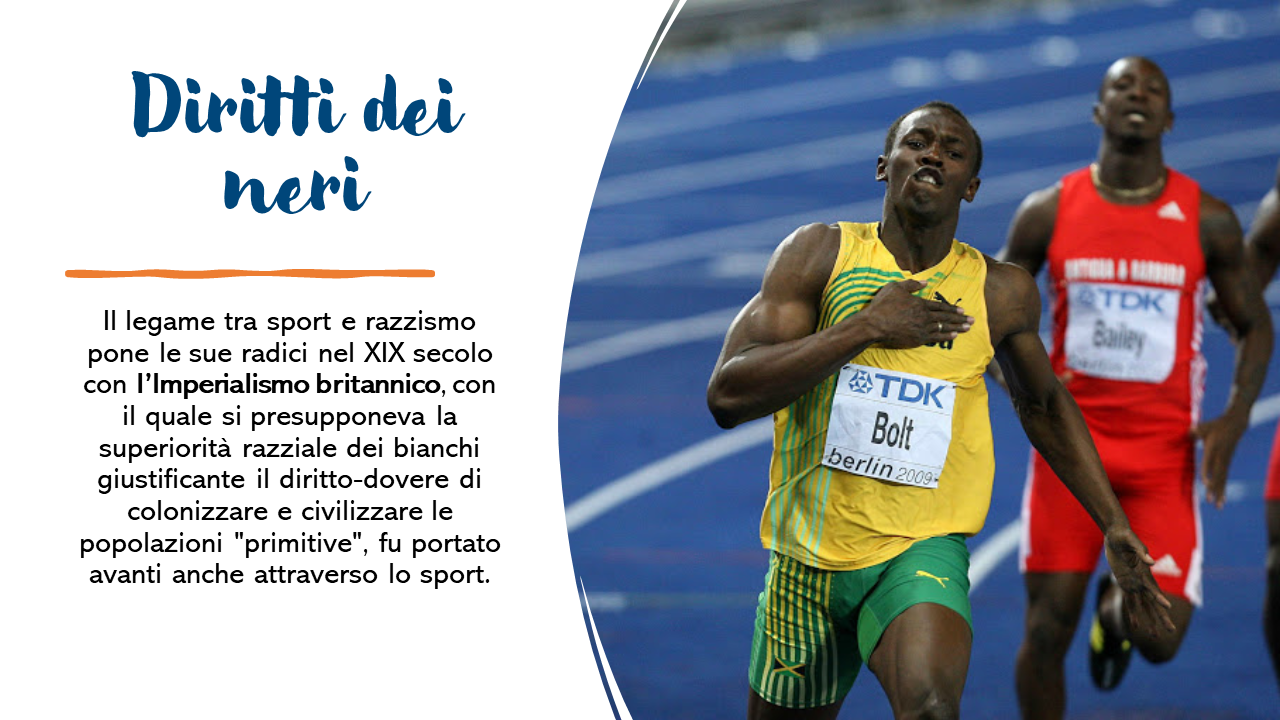 Diritti dei
neri
Il legame tra sport e razzismo
pone le sue radici nel XIX secolo
con l’Imperialismo britannico, con
il quale si presupponeva la
superiorità razziale dei bianchi
giustificante il diritto-dovere di
colonizzare e civilizzare le
popolazioni "primitive", fu portato
avanti anche attraverso lo sport.
TDK
Bolt
berlin 2009
ANTIGUA & BARBUDA
TDK
Bailey